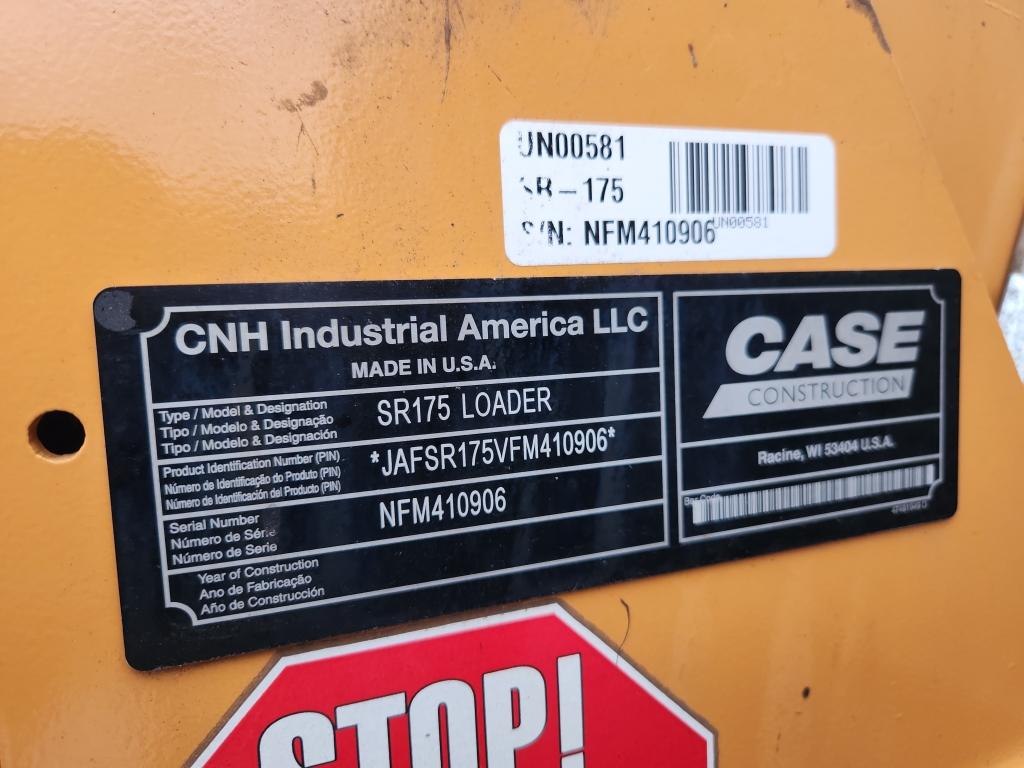 UN00581
SR-175
S/N: NFM410906
UN00581
CNH Industrial America LLC
MADE IN U.S.A.
Type / Model & Designation
Tipo / Modelo & Designação
Tipo / Modelo & Designación
SR175 LOADER
Product Identification Number (PIN)
Número de Identificação do Produto (PIN)
Número de Identificación del Producto (PIN)
*JAFSR175VFM410906*
Serial Number
Número de Série
Número de Serie
NFM410906
Year of Construction
Ano de Fabricação
Año de Construcción
CASE
CONSTRUCTION
Racine, WI 53404 U.S.A.
Bar Code
STOP!